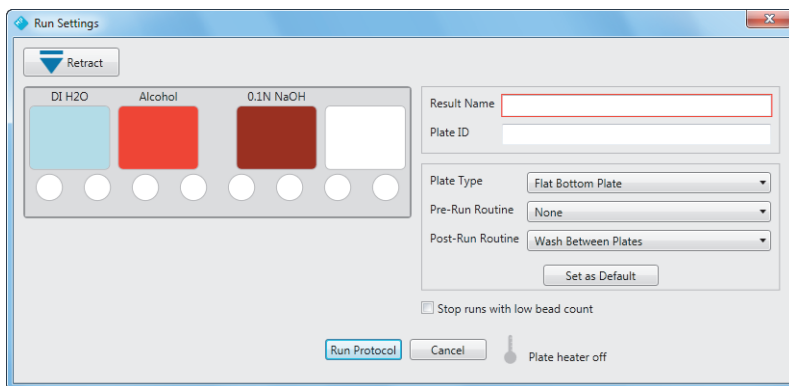 Run Settings
Retract
DI H2O Alcohol 0.1N NaOH
Result Name
Plate ID
Plate Type Flat Bottom Plate
Pre-Run Routine None
Post-Run Routine Wash Between Plates
Set as Default
Stop runs with low bead count
Run Protocol Cancel Plate heater off